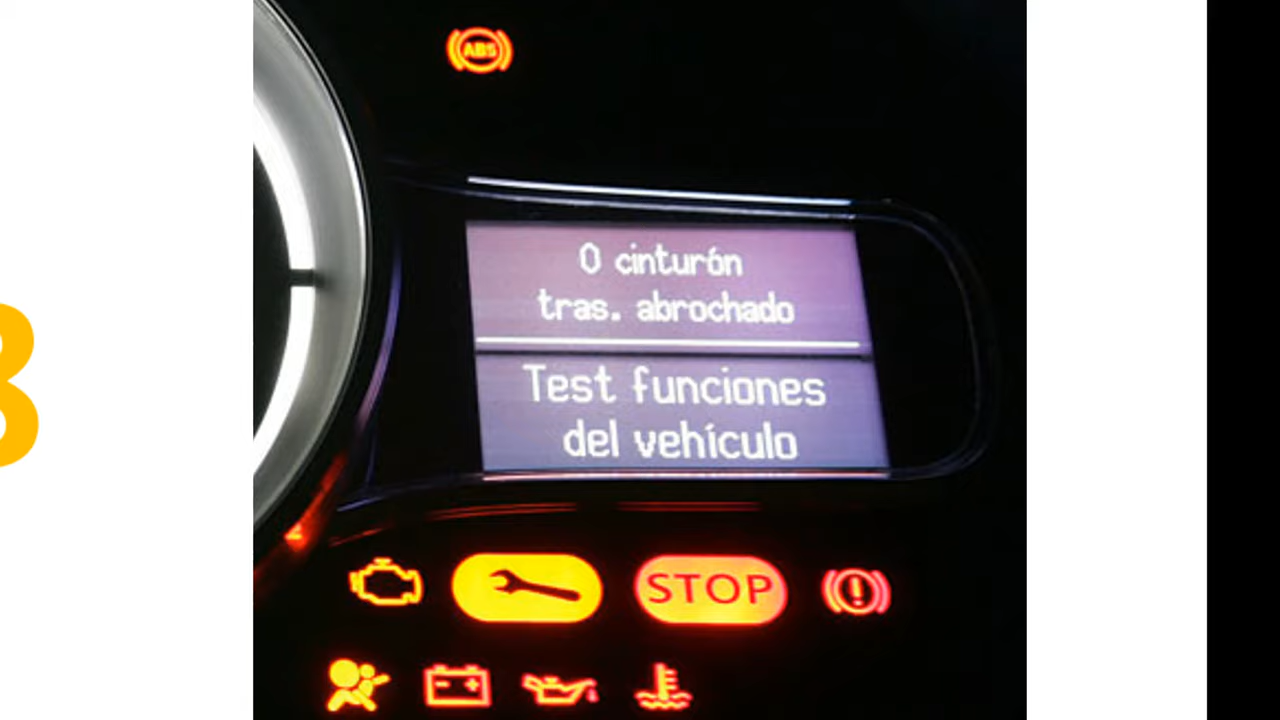 ABS
0 cinturón
tras. abrochado
Test funciones
del vehículo
STOP